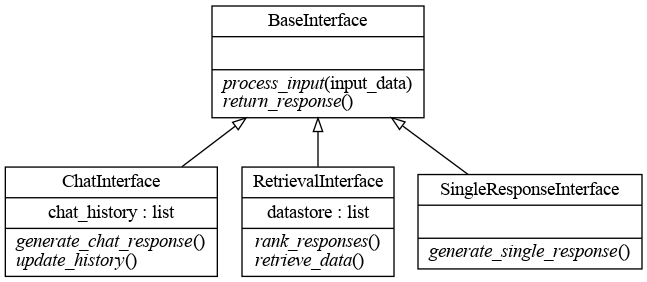 BaseInterface
process_input(input_data)
return_response()
ChatInterface
chat_history : list
generate_chat_response()
update_history()
RetrievalInterface
datastore : list
rank_responses()
retrieve_data()
SingleResponseInterface
generate_single_response()